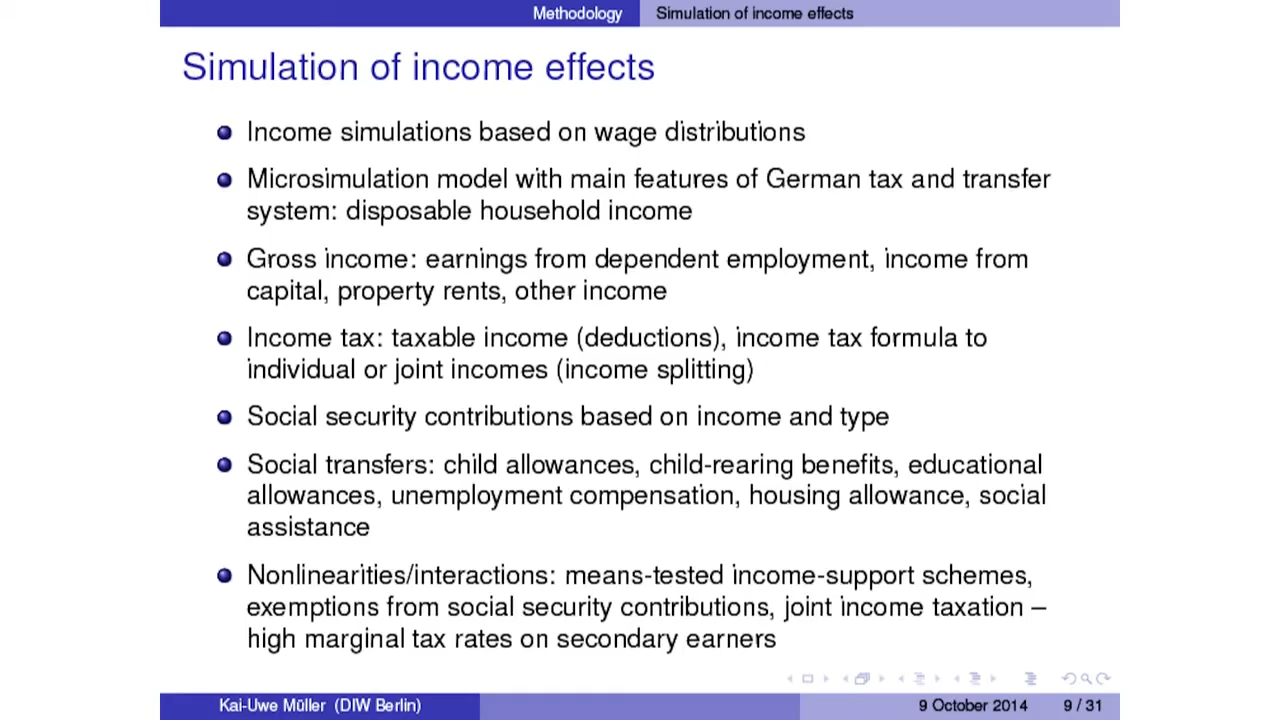 Methodology Simulation of income effects
Simulation of income effects
Income simulations based on wage distributions
Microsimulation model with main features of German tax and transfer
system: disposable household income
Gross income: earnings from dependent employment, income from
capital, property rents, other income
Income tax: taxable income (deductions), income tax formula to
individual or joint incomes (income splitting)
Social security contributions based on income and type
Social transfers: child allowances, child-rearing benefits, educational
allowances, unemployment compensation, housing allowance, social
assistance
Nonlinearities/interactions: means-tested income-support schemes,
exemptions from social security contributions, joint income taxation –
high marginal tax rates on secondary earners
Kai-Uwe Müller (DIW Berlin) 9 October 2014 9 / 31